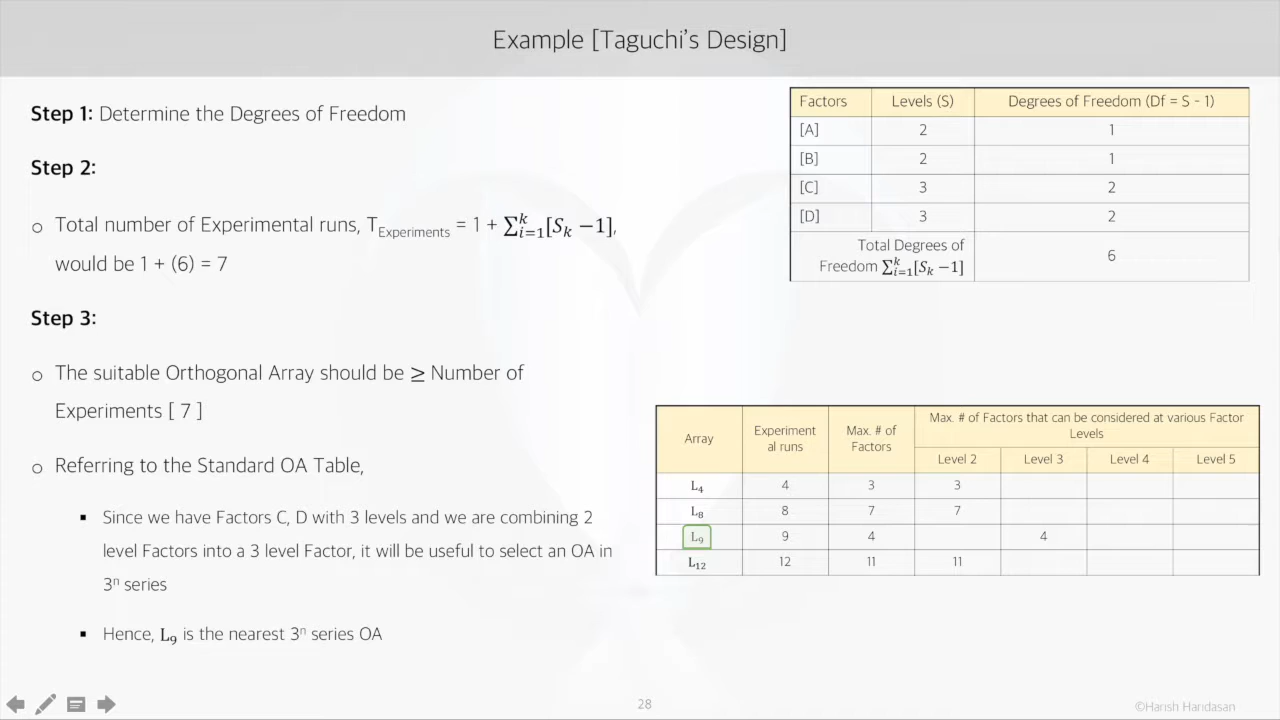 Example [Taguchi's Design]
Step 1: Determine the Degrees of Freedom
Step 2:
○ Total number of Experimental runs, T_Experiments = 1 + ∑_{i=1}^{k}[S_k −1],
would be 1 + (6) = 7
Step 3:
○ The suitable Orthogonal Array should be ≥ Number of
Experiments [ 7 ]
○ Referring to the Standard OA Table,
▪ Since we have Factors C, D with 3 levels and we are combining 2
level Factors into a 3 level Factor, it will be useful to select an OA in
3ⁿ series
▪ Hence, L₉ is the nearest 3ⁿ series OA
Factors Levels (S) Degrees of Freedom (Df = S - 1)
[A] 2 1
[B] 2 1
[C] 3 2
[D] 3 2
Total Degrees of
Freedom ∑_{i=1}^{k}[S_k −1] 6
Array Experiment
al runs Max. # of
Factors Max. # of Factors that can be considered at various Factor
Levels
Level 2 Level 3 Level 4 Level 5
L₄ 4 3 3
L₈ 8 7 7
L₉ 9 4 4
L₁₂ 12 11 11
28
©Harish Haridasan